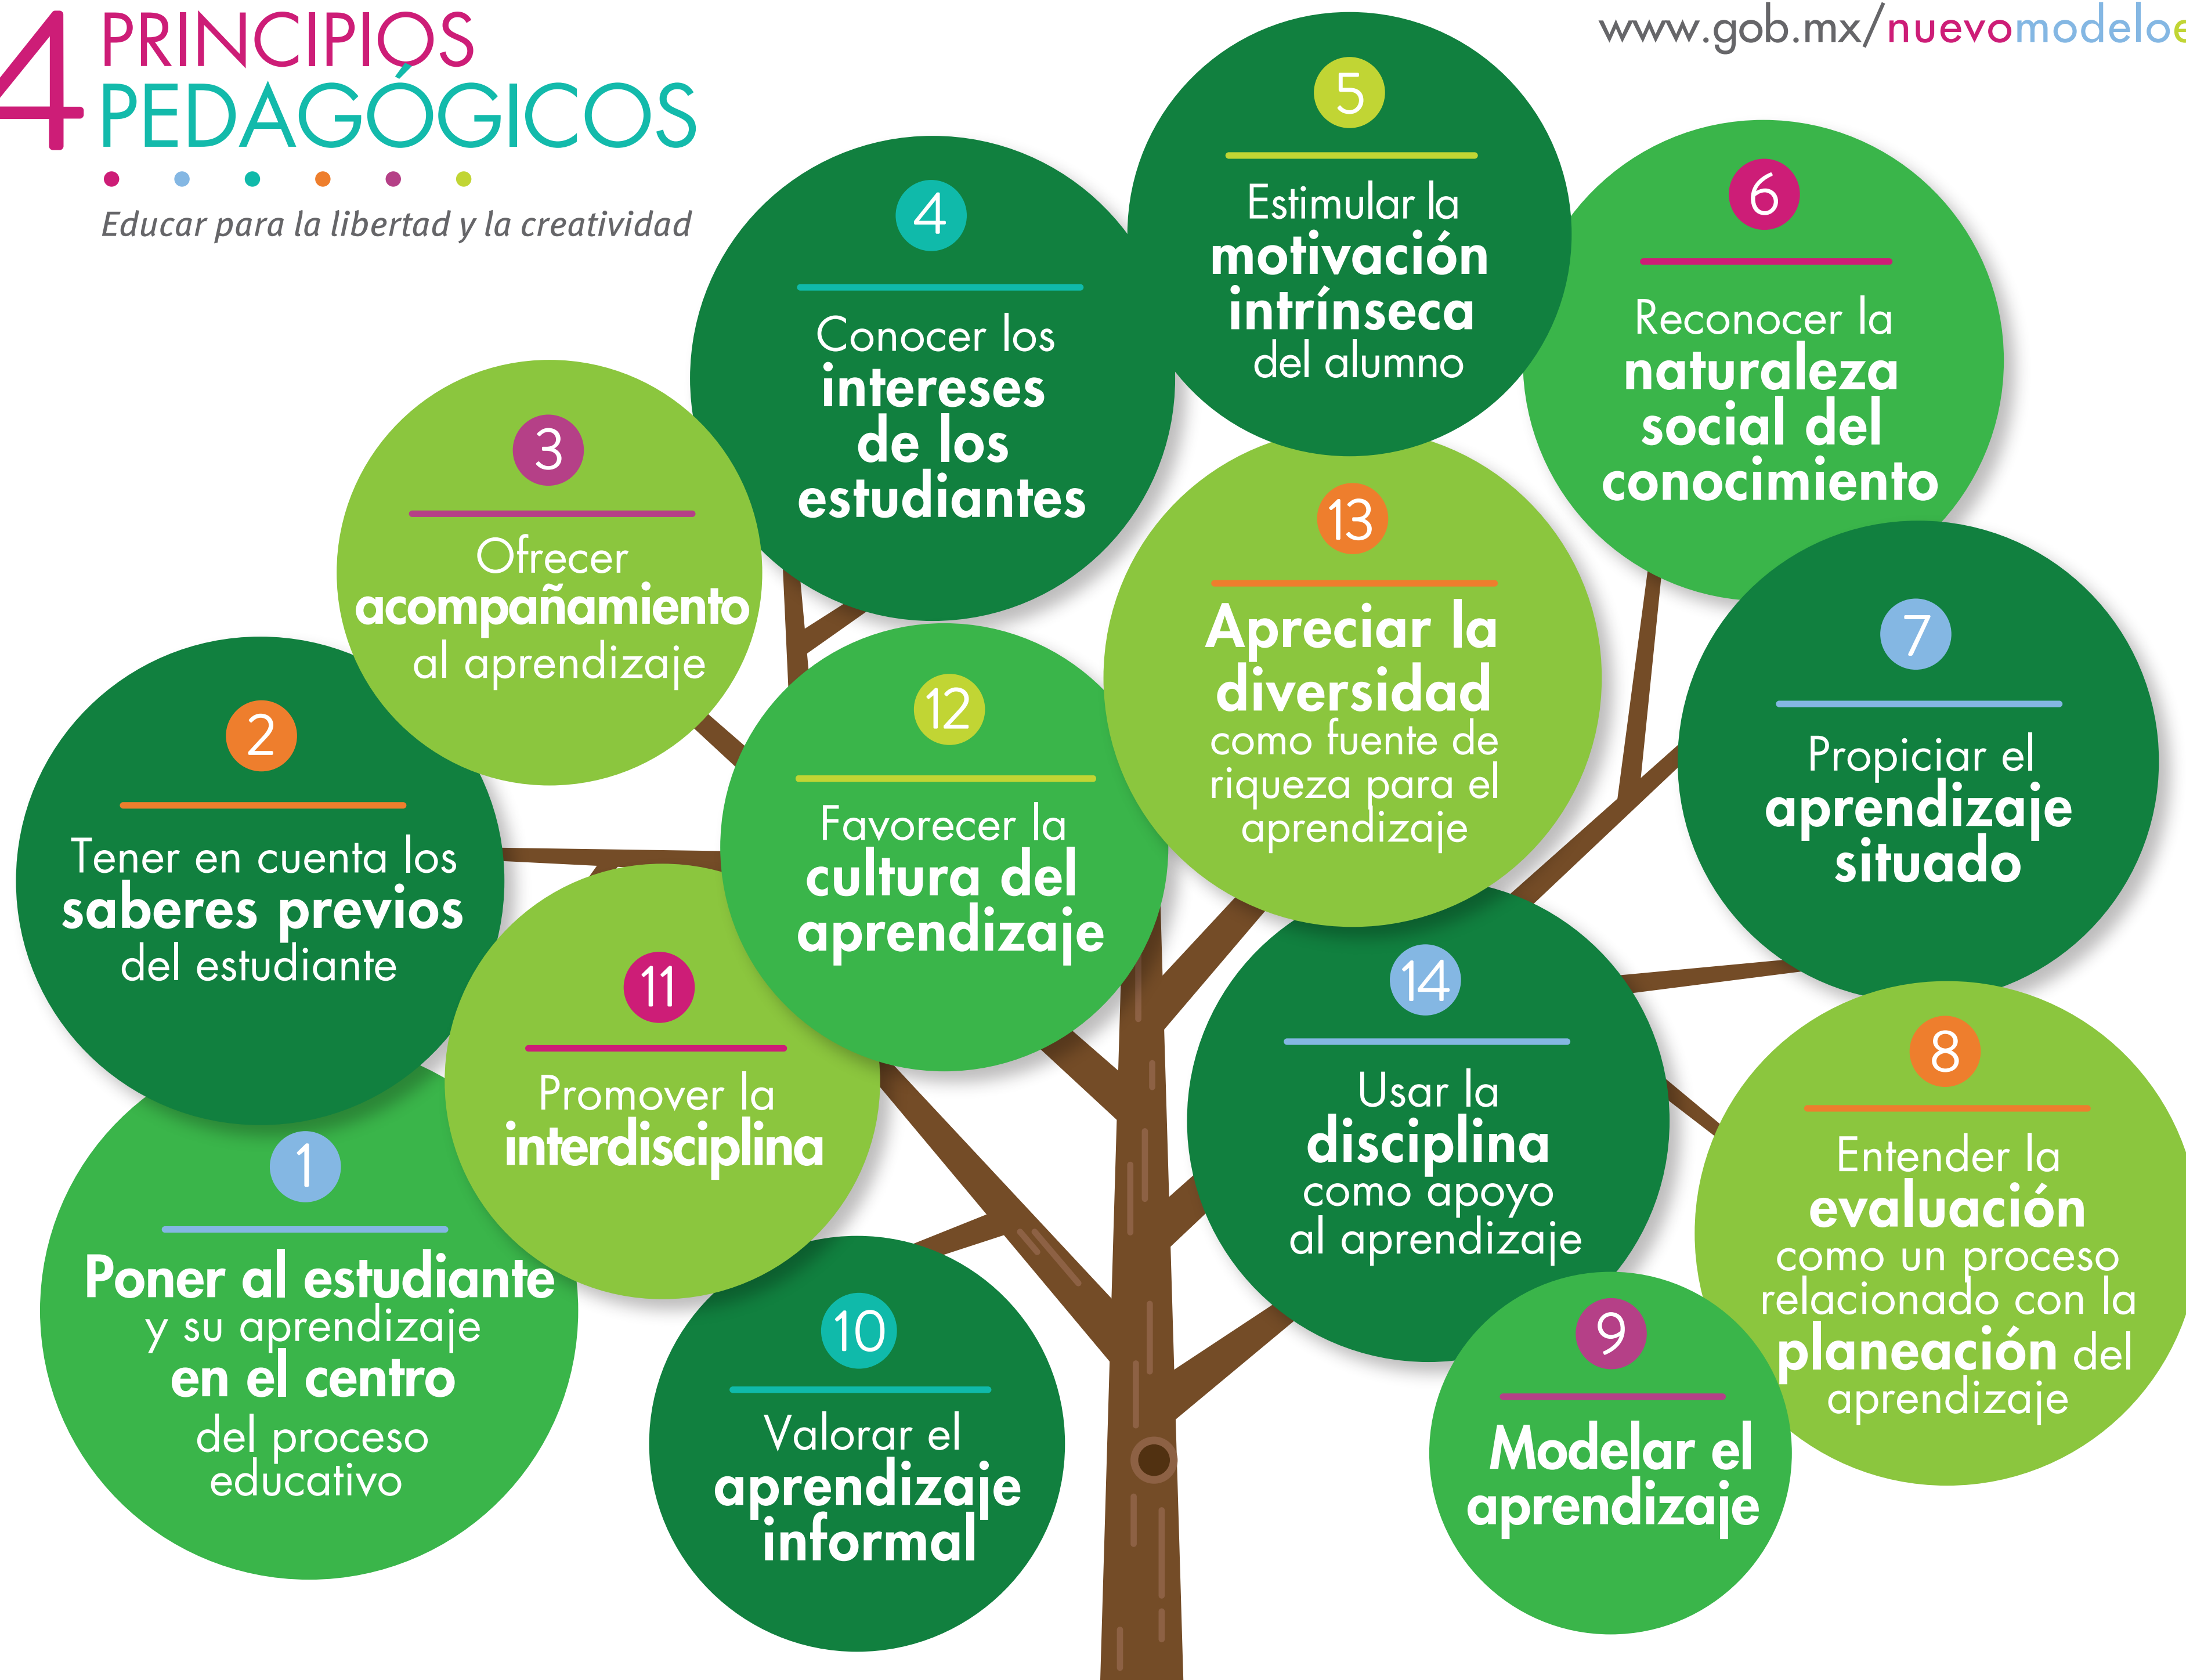 4 PRINCIPIOS
PEDAGÓGICOS
Educar para la libertad y la creatividad
www.gob.mx/nuevomodeloe
1
Poner al estudiante
y su aprendizaje
en el centro
del proceso
educativo
2
Tener en cuenta los
saberes previos
del estudiante
3
Ofrecer
acompañamiento
al aprendizaje
4
Conocer los
intereses
de los
estudiantes
5
Estimular la
motivación
intrínseca
del alumno
6
Reconocer la
naturaleza
social del
conocimiento
7
Propiciar el
aprendizaje
situado
8
Entender la
evaluación
como un proceso
relacionado con la
planeación del
aprendizaje
9
Modelar el
aprendizaje
10
Valorar el
aprendizaje
informal
11
Promover la
interdisciplina
12
Favorecer la
cultura del
aprendizaje
13
Apreciar la
diversidad
como fuente de
riqueza para el
aprendizaje
14
Usar la
disciplina
como apoyo
al aprendizaje